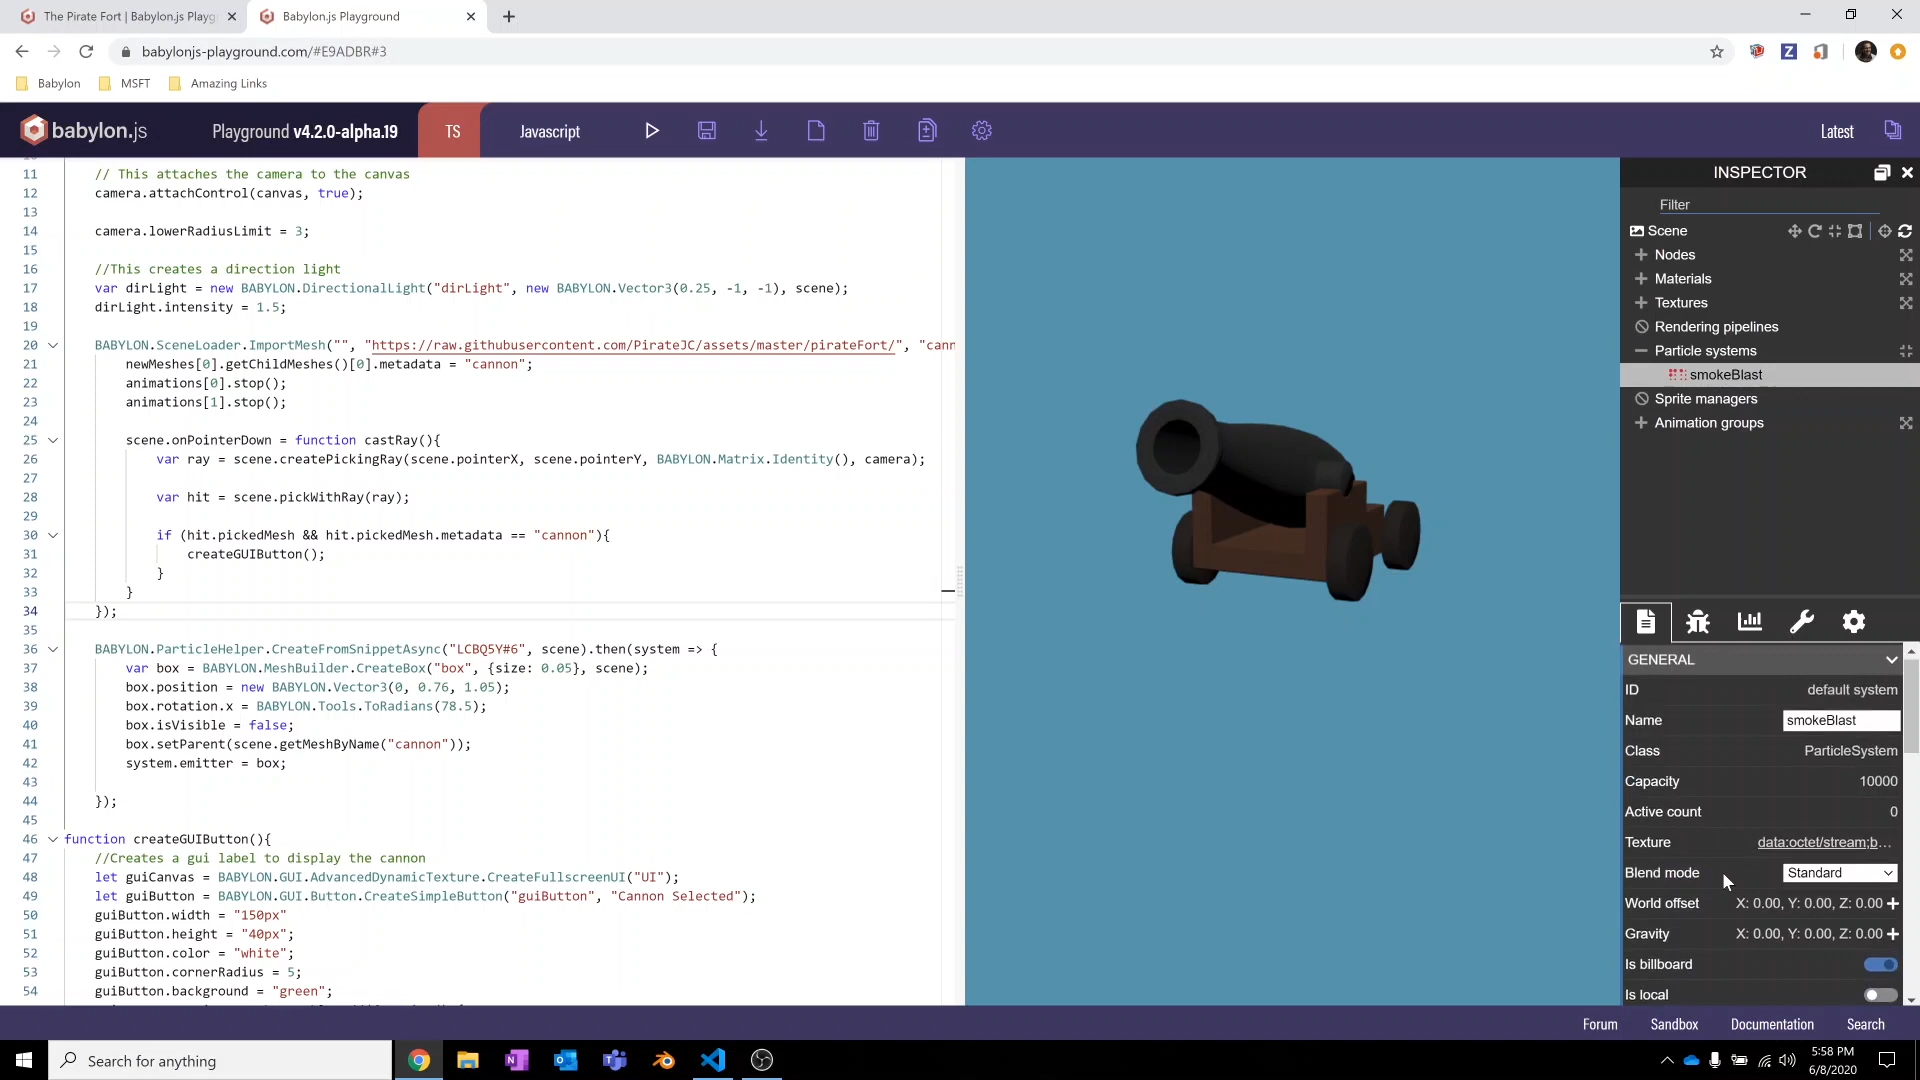 The Pirate Fort | Babylon.js Playg
Babylon.js Playground
babylonjs-playground.com/#E9ADBR#3
Babylon
MSFT
Amazing Links
babylon.js
Playground v4.2.0-alpha.19
TS
Javascript
Latest
11 // This attaches the camera to the canvas
12 camera.attachControl(canvas, true);
13
14 camera.lowerRadiusLimit = 3;
15
16 //This creates a direction light
17 var dirLight = new BABYLON.DirectionalLight("dirLight", new BABYLON.Vector3(0.25, -1, -1), scene);
18 dirLight.intensity = 1.5;
19
20 BABYLON.SceneLoader.ImportMesh("", "https://raw.githubusercontent.com/PirateJC/assets/master/pirateFort/", "cann
21 newMeshes[0].getChildMeshes()[0].metadata = "cannon";
22 animations[0].stop();
23 animations[1].stop();
24
25 scene.onPointerDown = function castRay(){
26 var ray = scene.createPickingRay(scene.pointerX, scene.pointerY, BABYLON.Matrix.Identity(), camera);
27
28 var hit = scene.pickWithRay(ray);
29
30 if (hit.pickedMesh && hit.pickedMesh.metadata == "cannon"){
31 createGUIButton();
32 }
33 }
34 });
35
36 BABYLON.ParticleHelper.CreateFromSnippetAsync("LCBQ5Y#6", scene).then(system => {
37 var box = BABYLON.MeshBuilder.CreateBox("box", {size: 0.05}, scene);
38 box.position = new BABYLON.Vector3(0, 0.76, 1.05);
39 box.rotation.x = BABYLON.Tools.ToRadians(78.5);
40 box.isVisible = false;
41 box.setParent(scene.getMeshByName("cannon"));
42 system.emitter = box;
43
44 });
45
46 function createGUIButton(){
47 //Creates a gui label to display the cannon
48 let guiCanvas = BABYLON.GUI.AdvancedDynamicTexture.CreateFullscreenUI("UI");
49 let guiButton = BABYLON.GUI.Button.CreateSimpleButton("guiButton", "Cannon Selected");
50 guiButton.width = "150px"
51 guiButton.height = "40px";
52 guiButton.color = "white";
53 guiButton.cornerRadius = 5;
54 guiButton.background = "green";
INSPECTOR
Filter
Scene
Nodes
Materials
Textures
Rendering pipelines
Particle systems
smokeBlast
Sprite managers
Animation groups
GENERAL
ID default system
Name smokeBlast
Class ParticleSystem
Capacity 10000
Active count 0
Texture data:octet/stream;b...
Blend mode Standard
World offset X: 0.00, Y: 0.00, Z: 0.00
Gravity X: 0.00, Y: 0.00, Z: 0.00
Is billboard
Is local
Forum Sandbox Documentation Search
Search for anything
5:58 PM
6/8/2020